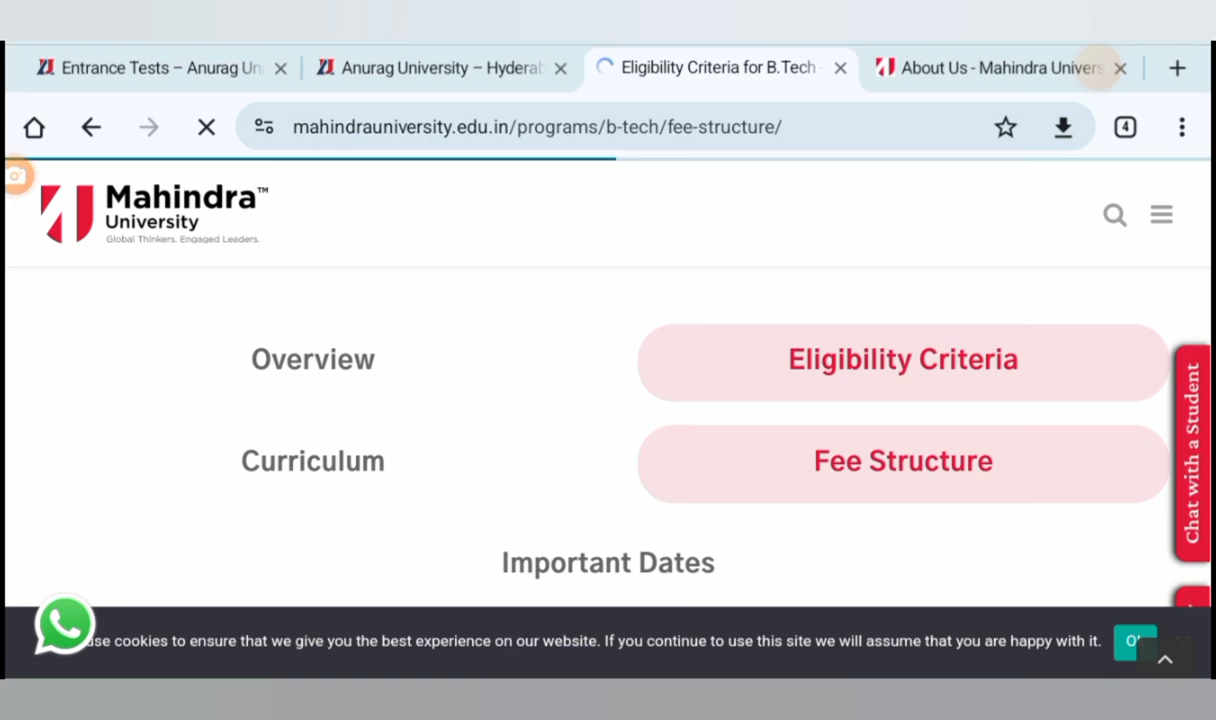 Entrance Tests – Anurag Uni
Anurag University – Hyderab
Eligibility Criteria for B.Tech -
About Us - Mahindra Univers
mahindrauniversity.edu.in/programs/b-tech/fee-structure/
4
Mahindra™
University
Global Thinkers. Engaged Leaders.
Overview
Eligibility Criteria
Curriculum
Fee Structure
Important Dates
Chat with a Student
use cookies to ensure that we give you the best experience on our website. If you continue to use this site we will assume that you are happy with it.